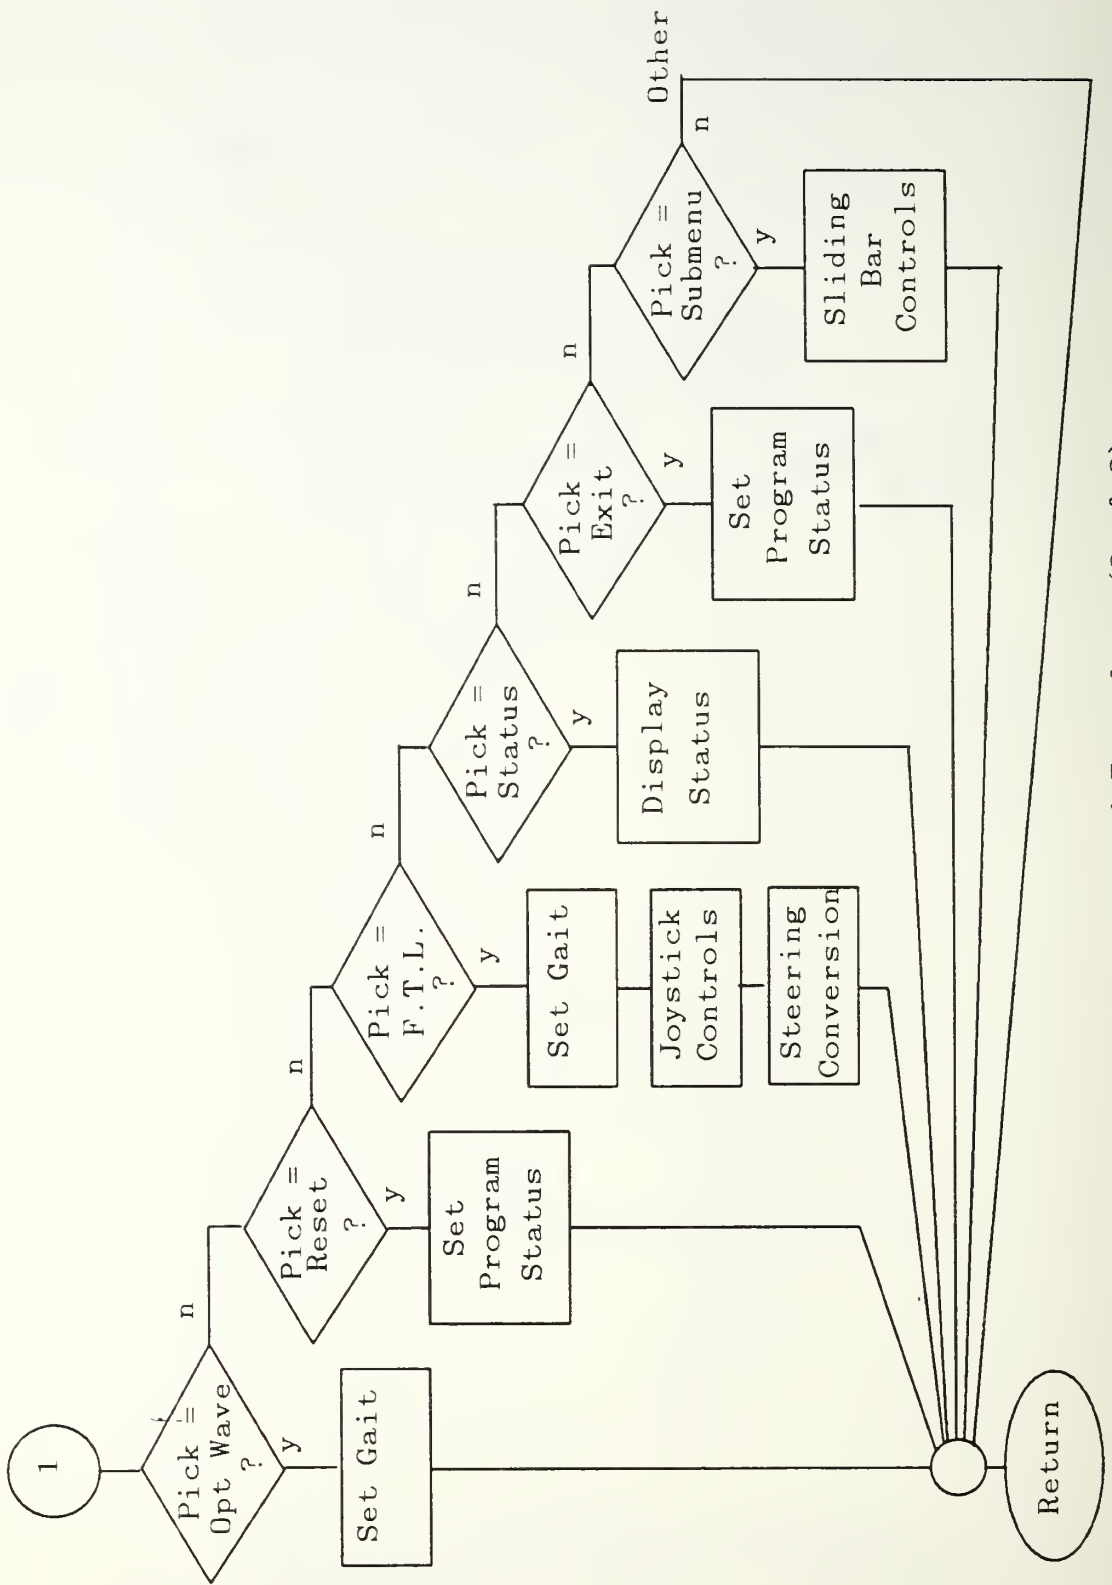 1
Pick =
Opt Wave
?
n
y
Set Gait
Pick =
Reset
?
n
y
Set
Program
Status
Pick =
F.T.L.
?
n
y
Set Gait
Joystick
Controls
Steering
Conversion
Pick =
Status
?
n
y
Display
Status
Pick =
Exit
?
n
y
Set
Program
Status
Pick =
Submenu
?
n
Other
y
Sliding
Bar
Controls
Return